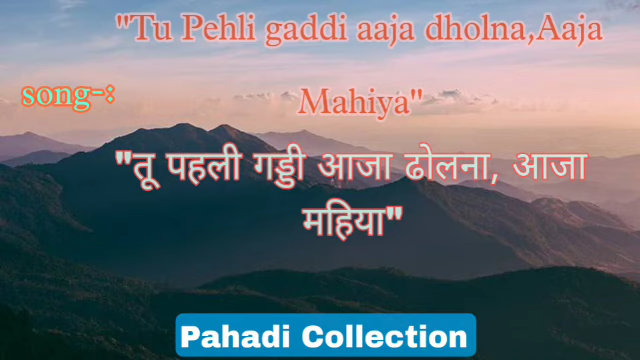 "Tu Pehli gaddi aaja dholna,Aaja
song-: Mahiya"
"तू पहली गड्डी आजा ढोलना, आजा
महिया"
Pahadi Collection